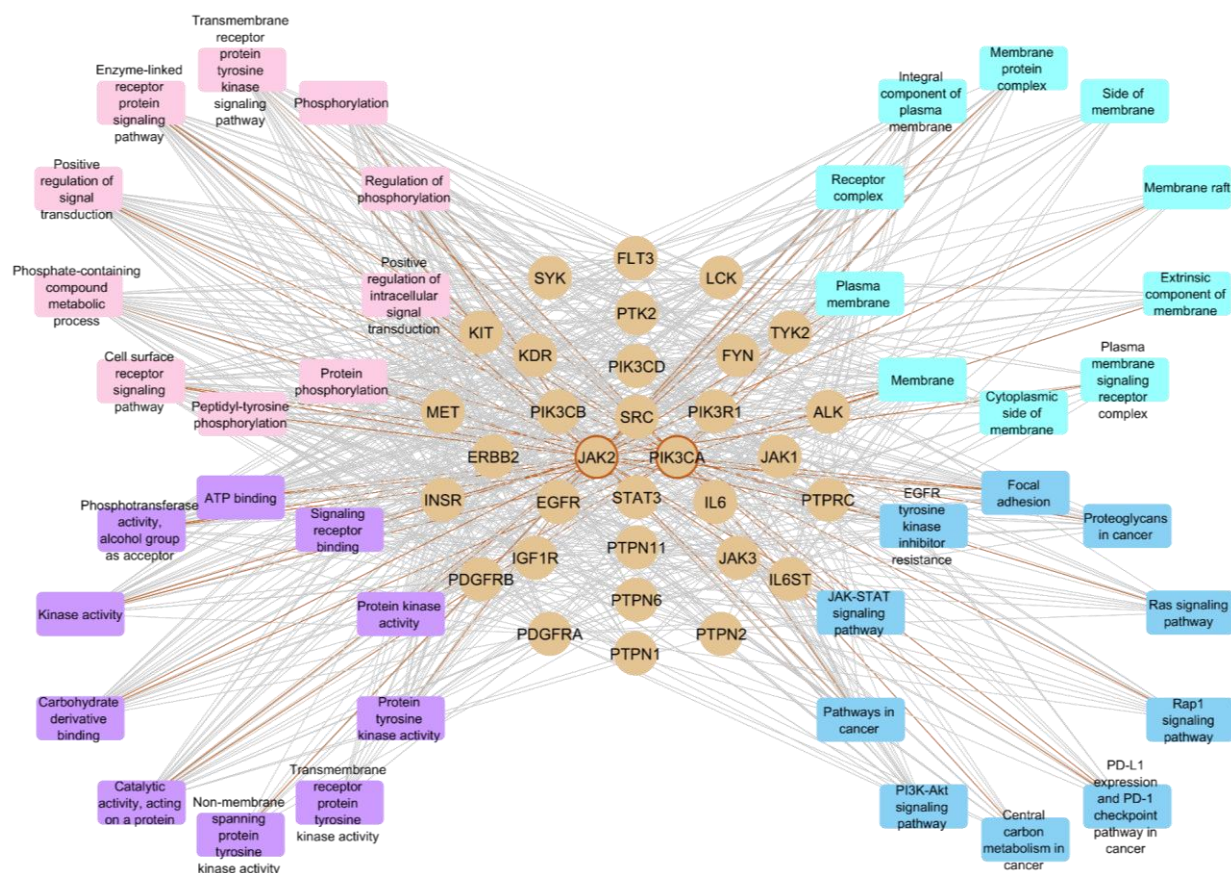 Transmembrane
receptor
protein
tyrosine
kinase
signaling
pathway
Enzyme-linked
receptor
protein
signaling
pathway
Phosphorylation
Positive
regulation of
signal
transduction
Regulation of
phosphorylation
Phosphate-containing
compound
metabolic
process
Positive
regulation of
intracellular
signal
transduction
Cell surface
receptor
signaling
pathway
Protein
phosphorylation
Peptidyl-tyrosine
phosphorylation
Membrane
protein
complex
Integral
component of
plasma
membrane
Side of
membrane
Receptor
complex
Membrane raft
Plasma
membrane
Extrinsic
component of
membrane
Membrane
Plasma
membrane
signaling
receptor
complex
Cytoplasmic
side of
membrane
FLT3
SYK
LCK
PTK2
KIT
TYK2
KDR
FYN
PIK3CD
MET
PIK3CB
SRC
PIK3R1
ALK
ERBB2
JAK2
PIK3CA
JAK1
INSR
EGFR
STAT3
IL6
PTPRC
IGF1R
PTPN11
JAK3
PDGFRB
IL6ST
PTPN6
PDGFRA
PTPN2
PTPN1
ATP binding
Phosphotransferase
activity,
alcohol group
as acceptor
Signaling
receptor
binding
Kinase activity
Protein kinase
activity
Carbohydrate
derivative
binding
Protein
tyrosine
kinase activity
Catalytic
activity, acting
on a protein
Non-membrane
spanning
protein
tyrosine
kinase activity
Transmembrane
receptor
protein
tyrosine
kinase activity
Focal
adhesion
EGFR
tyrosine
kinase
inhibitor
resistance
Proteoglycans
in cancer
JAK-STAT
signaling
pathway
Ras signaling
pathway
Pathways in
cancer
Rap1
signaling
pathway
PI3K-Akt
signaling
pathway
Central
carbon
metabolism in
cancer
PD-L1
expression
and PD-1
checkpoint
pathway in
cancer